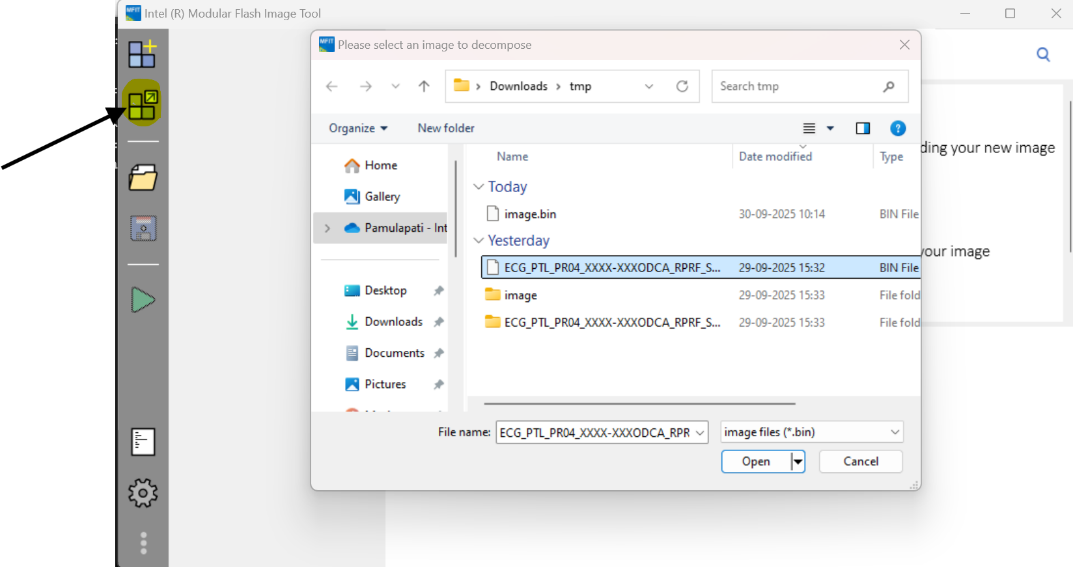 MFIT Intel (R) Modular Flash Image Tool
MFIT Please select an image to decompose
Downloads > tmp
Search tmp
Organize
New folder
Home
Gallery
Pamulapati - Int
Desktop
Downloads
Documents
Pictures
Name Date modified Type
Today
image.bin 30-09-2025 10:14 BIN File
Yesterday
ECG_PTL_PR04_XXXX-XXXODCA_RPRF_S... 29-09-2025 15:32 BIN File
image 29-09-2025 15:33 File fold
ECG_PTL_PR04_XXXX-XXXODCA_RPRF_S... 29-09-2025 15:33 File fold
File name: ECG_PTL_PR04_XXXX-XXXODCA_RPR
image files (*.bin)
Open
Cancel
ding your new image
your image